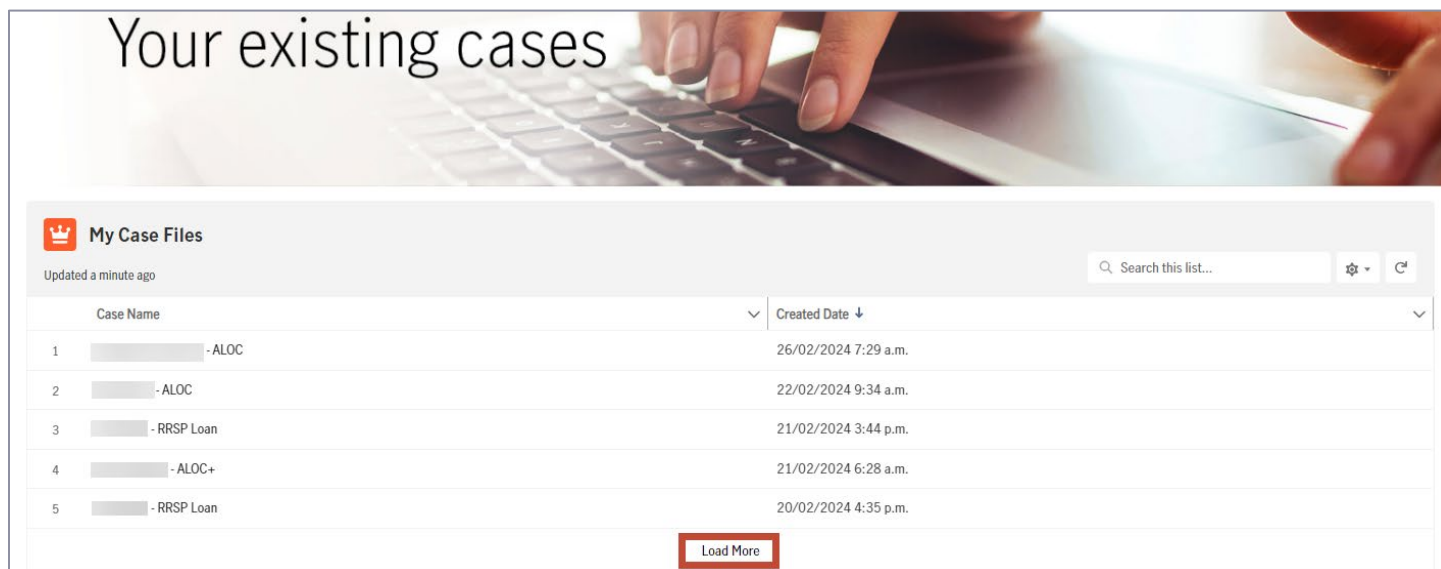 Your existing cases
My Case Files
Updated a minute ago
Search this list...
Case Name
Created Date
1 - ALOC 26/02/2024 7:29 a.m.
2 - ALOC 22/02/2024 9:34 a.m.
3 - RRSP Loan 21/02/2024 3:44 p.m.
4 - ALOC+ 21/02/2024 6:28 a.m.
5 - RRSP Loan 20/02/2024 4:35 p.m.
Load More